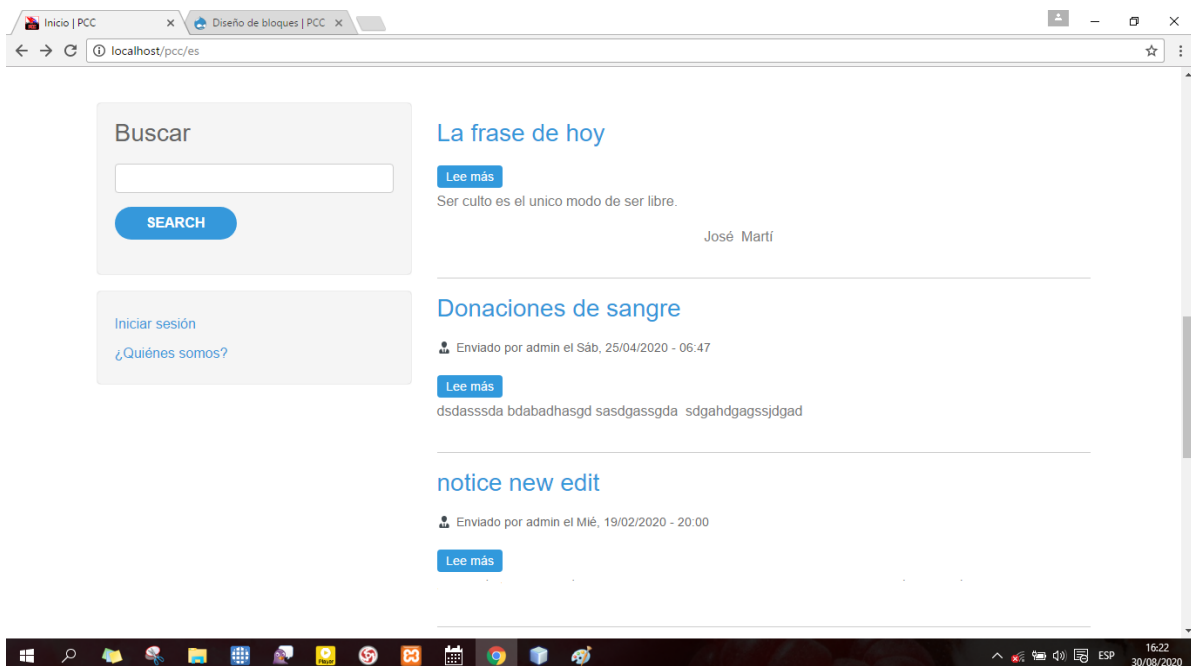 Inicio | PCC
Diseño de bloques | PCC
localhost/pcc/es
Buscar
SEARCH
Iniciar sesión
¿Quiénes somos?
La frase de hoy
Lee más
Ser culto es el unico modo de ser libre.
José Martí
Donaciones de sangre
Enviado por admin el Sáb, 25/04/2020 - 06:47
Lee más
dsdasssda bdabadhasgd sasdgassgda sdgahdgagssjdgad
notice new edit
Enviado por admin el Mié, 19/02/2020 - 20:00
Lee más
Player
ESP
16:22
30/08/2020